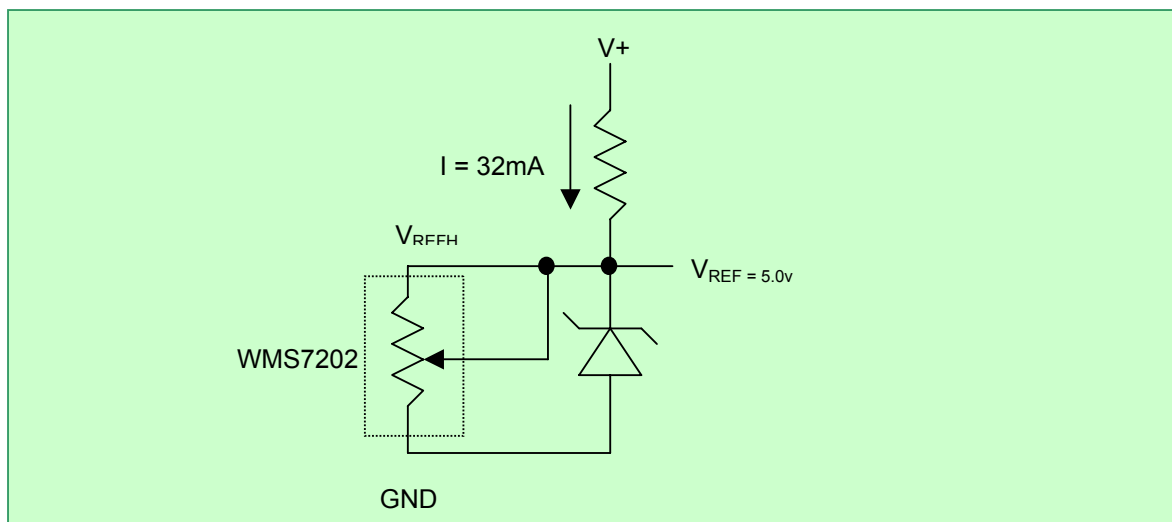 V+
I = 32mA
VREFH
VREF = 5.0v
WMS7202
GND